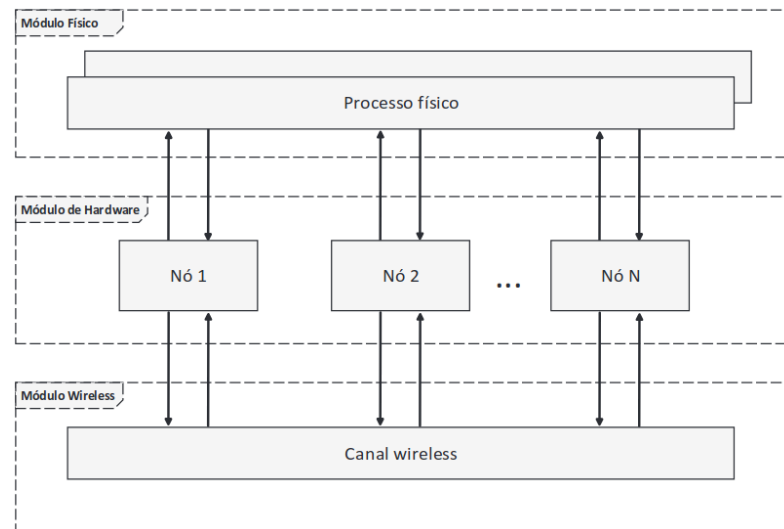 Módulo Físico
Processo físico
Módulo de Hardware
Nó 1
Nó 2
...
Nó N
Módulo Wireless
Canal wireless